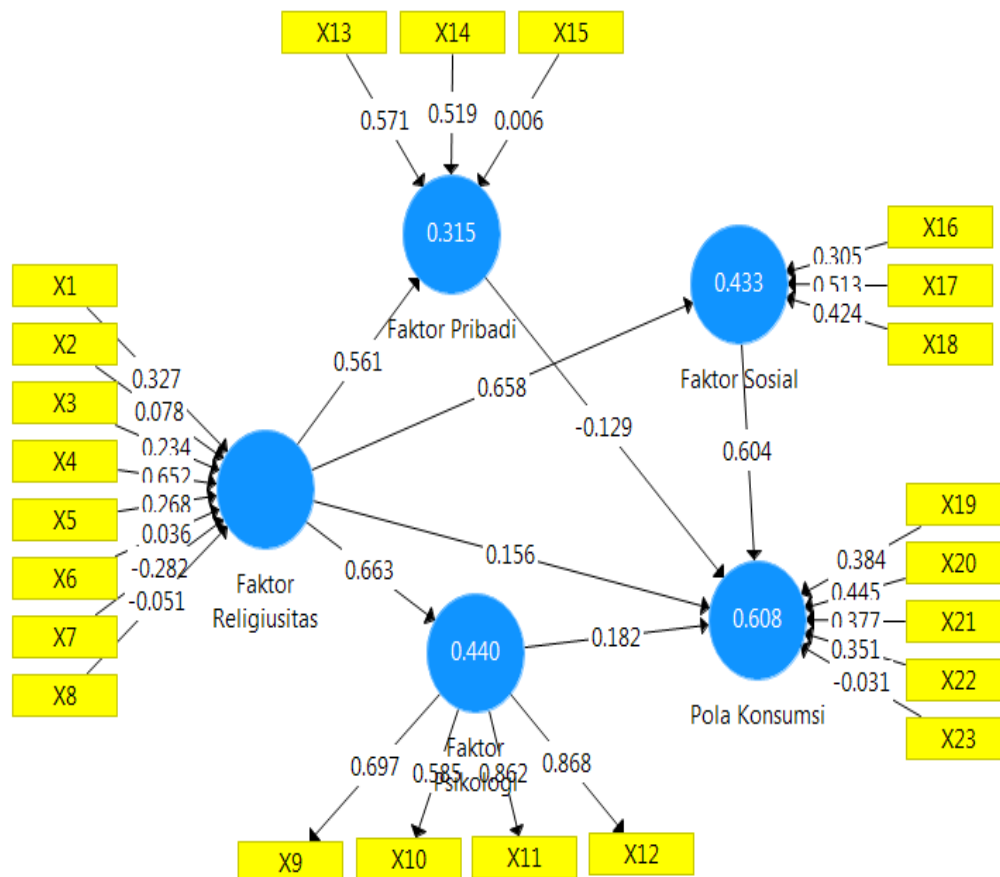 X13
X14
X15
0.571
0.519
0.006
0.315
Faktor Pribadi
X16
X17
X18
0.305
0.513
0.424
0.433
Faktor Sosial
X1
X2
X3
X4
X5
X6
X7
X8
0.327
0.078
0.234
0.652
0.268
0.036
-0.282
-0.051
Faktor
Religiusitas
0.561
0.658
-0.129
0.604
0.156
0.663
0.182
0.440
Faktor
Psikologi
0.697
0.585
0.862
0.868
X9
X10
X11
X12
0.608
Pola Konsumsi
0.384
0.445
0.377
0.351
-0.031
X19
X20
X21
X22
X23